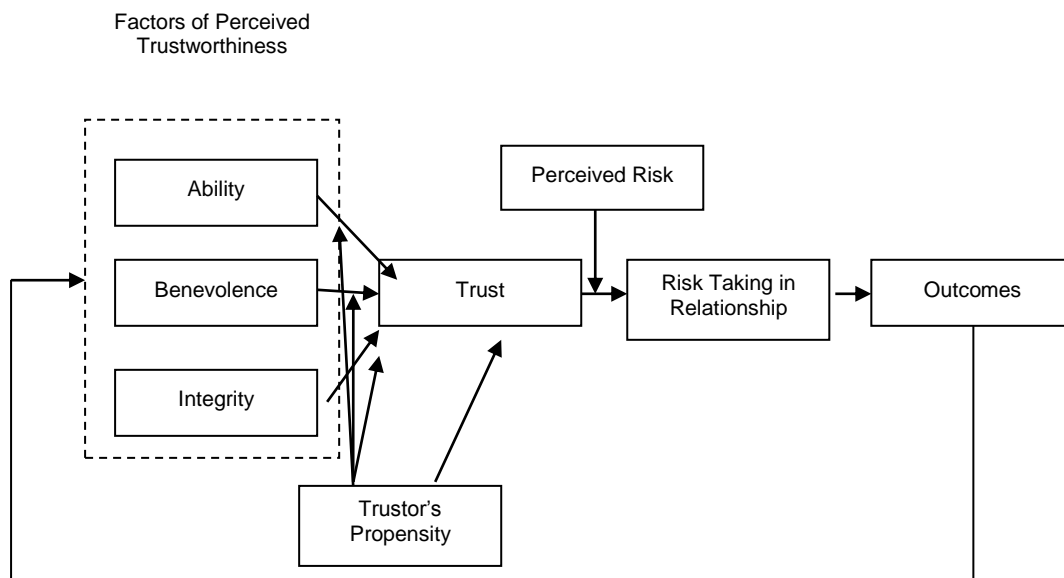 Factors of Perceived
Trustworthiness
Ability
Perceived Risk
Benevolence
Trust
Risk Taking in
Relationship
Outcomes
Integrity
Trustor’s
Propensity